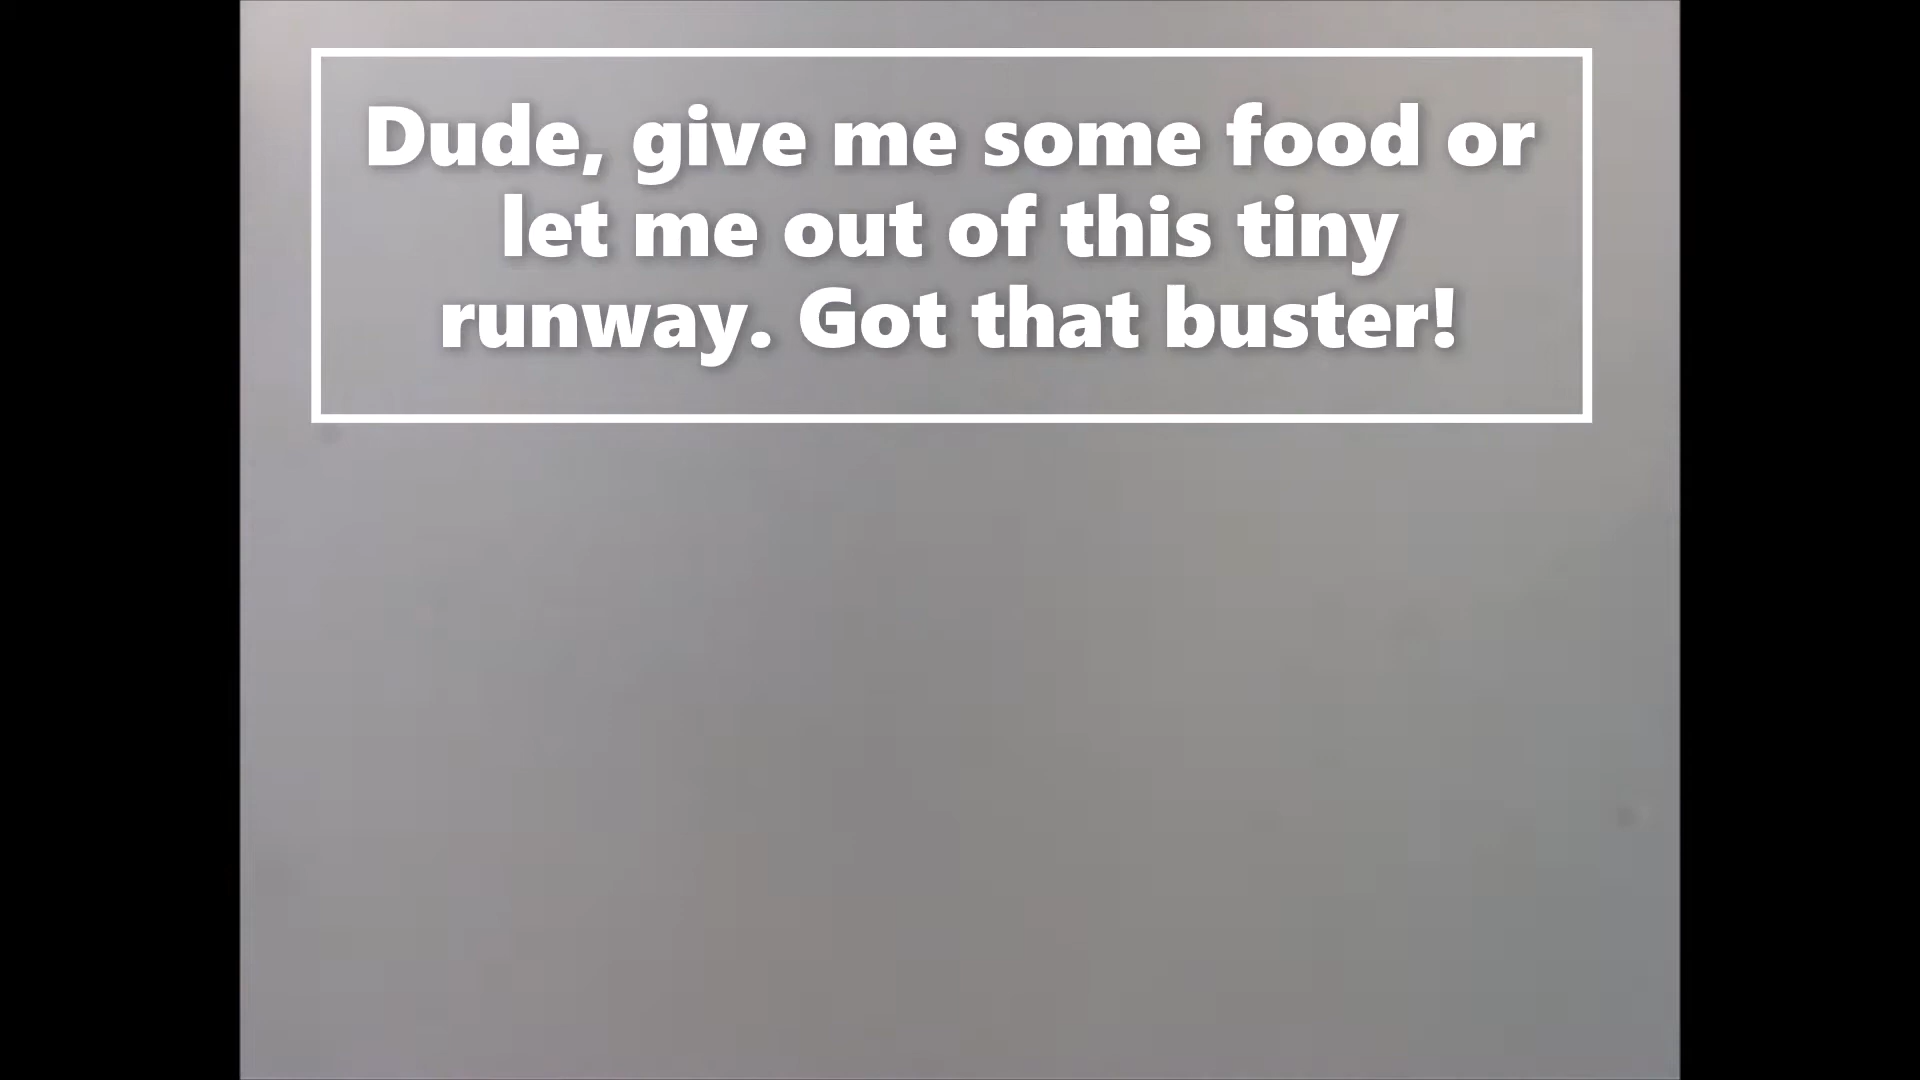 Dude, give me some food or
let me out of this tiny
runway. Got that buster!